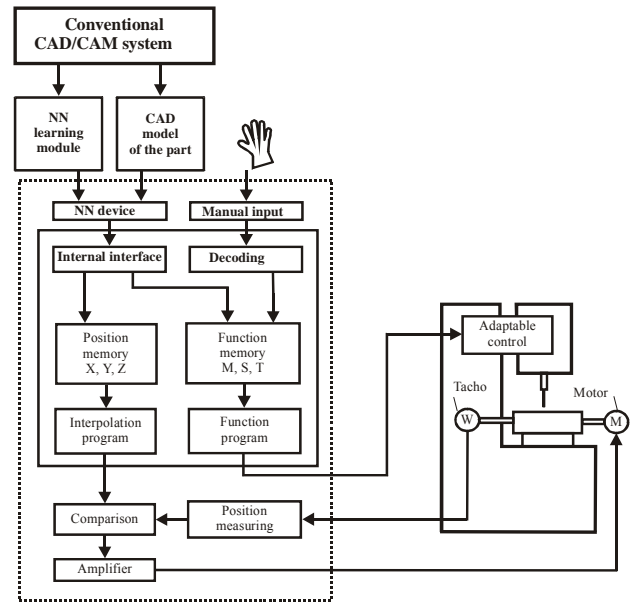 Conventional
CAD/CAM system
NN
learning
module
CAD
model
of the part
NN device
Manual input
Internal interface
Decoding
Position
memory
X, Y, Z
Function
memory
M, S, T
Adaptable
control
Tacho
Motor
Interpolation
program
Function
program
W
M
Comparison
Position
measuring
Amplifier